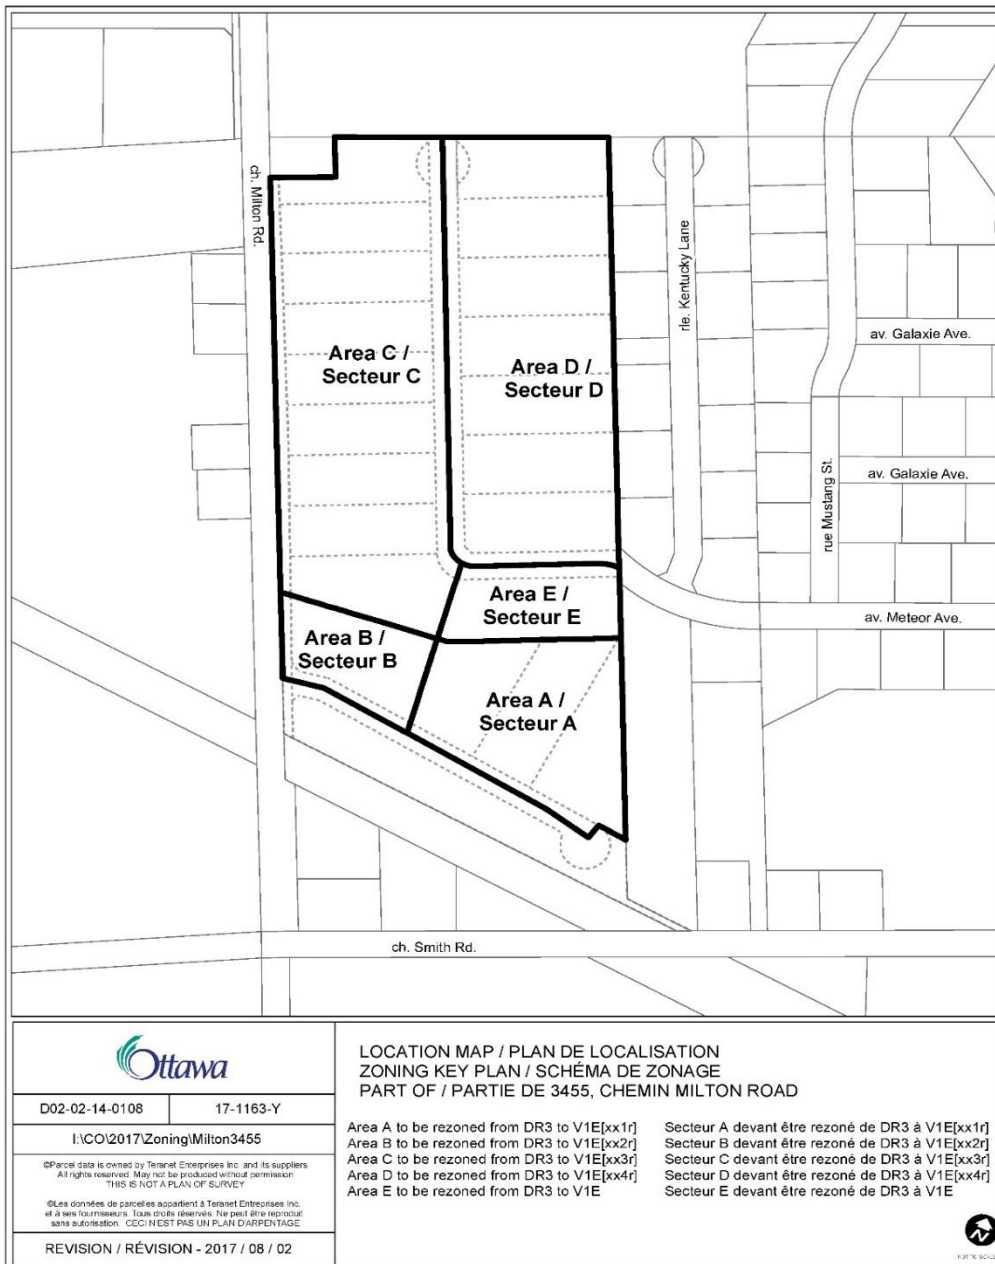 ch. Milton Rd.
rle. Kentucky Lane
av. Galaxie Ave.
Area C /
Secteur C
Area D /
Secteur D
av. Galaxie Ave.
rue Mustang St.
Area E /
Secteur E
av. Meteor Ave.
Area B /
Secteur B
Area A /
Secteur A
ch. Smith Rd.
Ottawa
D02-02-14-0108
17-1163-Y
I:\CO\2017\Zoning\Milton3455
©Parcel data is owned by Teranet Enterprises Inc. and its suppliers
All rights reserved. May not be produced without permission
THIS IS NOT A PLAN OF SURVEY
©Les données de parcelles appartient à Teranet Entreprises Inc.
et à ses fournisseurs. Tous droits réservés. Ne peut être reproduit
sans autorisation. CECI N'EST PAS UN PLAN D'ARPENTAGE
REVISION / RÉVISION - 2017 / 08 / 02
LOCATION MAP / PLAN DE LOCALISATION
ZONING KEY PLAN / SCHÉMA DE ZONAGE
PART OF / PARTIE DE 3455, CHEMIN MILTON ROAD
Area A to be rezoned from DR3 to V1E[xx1r]
Area B to be rezoned from DR3 to V1E[xx2r]
Area C to be rezoned from DR3 to V1E[xx3r]
Area D to be rezoned from DR3 to V1E[xx4r]
Area E to be rezoned from DR3 to V1E
Secteur A devant être rezoné de DR3 à V1E[xx1r]
Secteur B devant être rezoné de DR3 à V1E[xx2r]
Secteur C devant être rezoné de DR3 à V1E[xx3r]
Secteur D devant être rezoné de DR3 à V1E[xx4r]
Secteur E devant être rezoné de DR3 à V1E
N
NOT TO SCALE